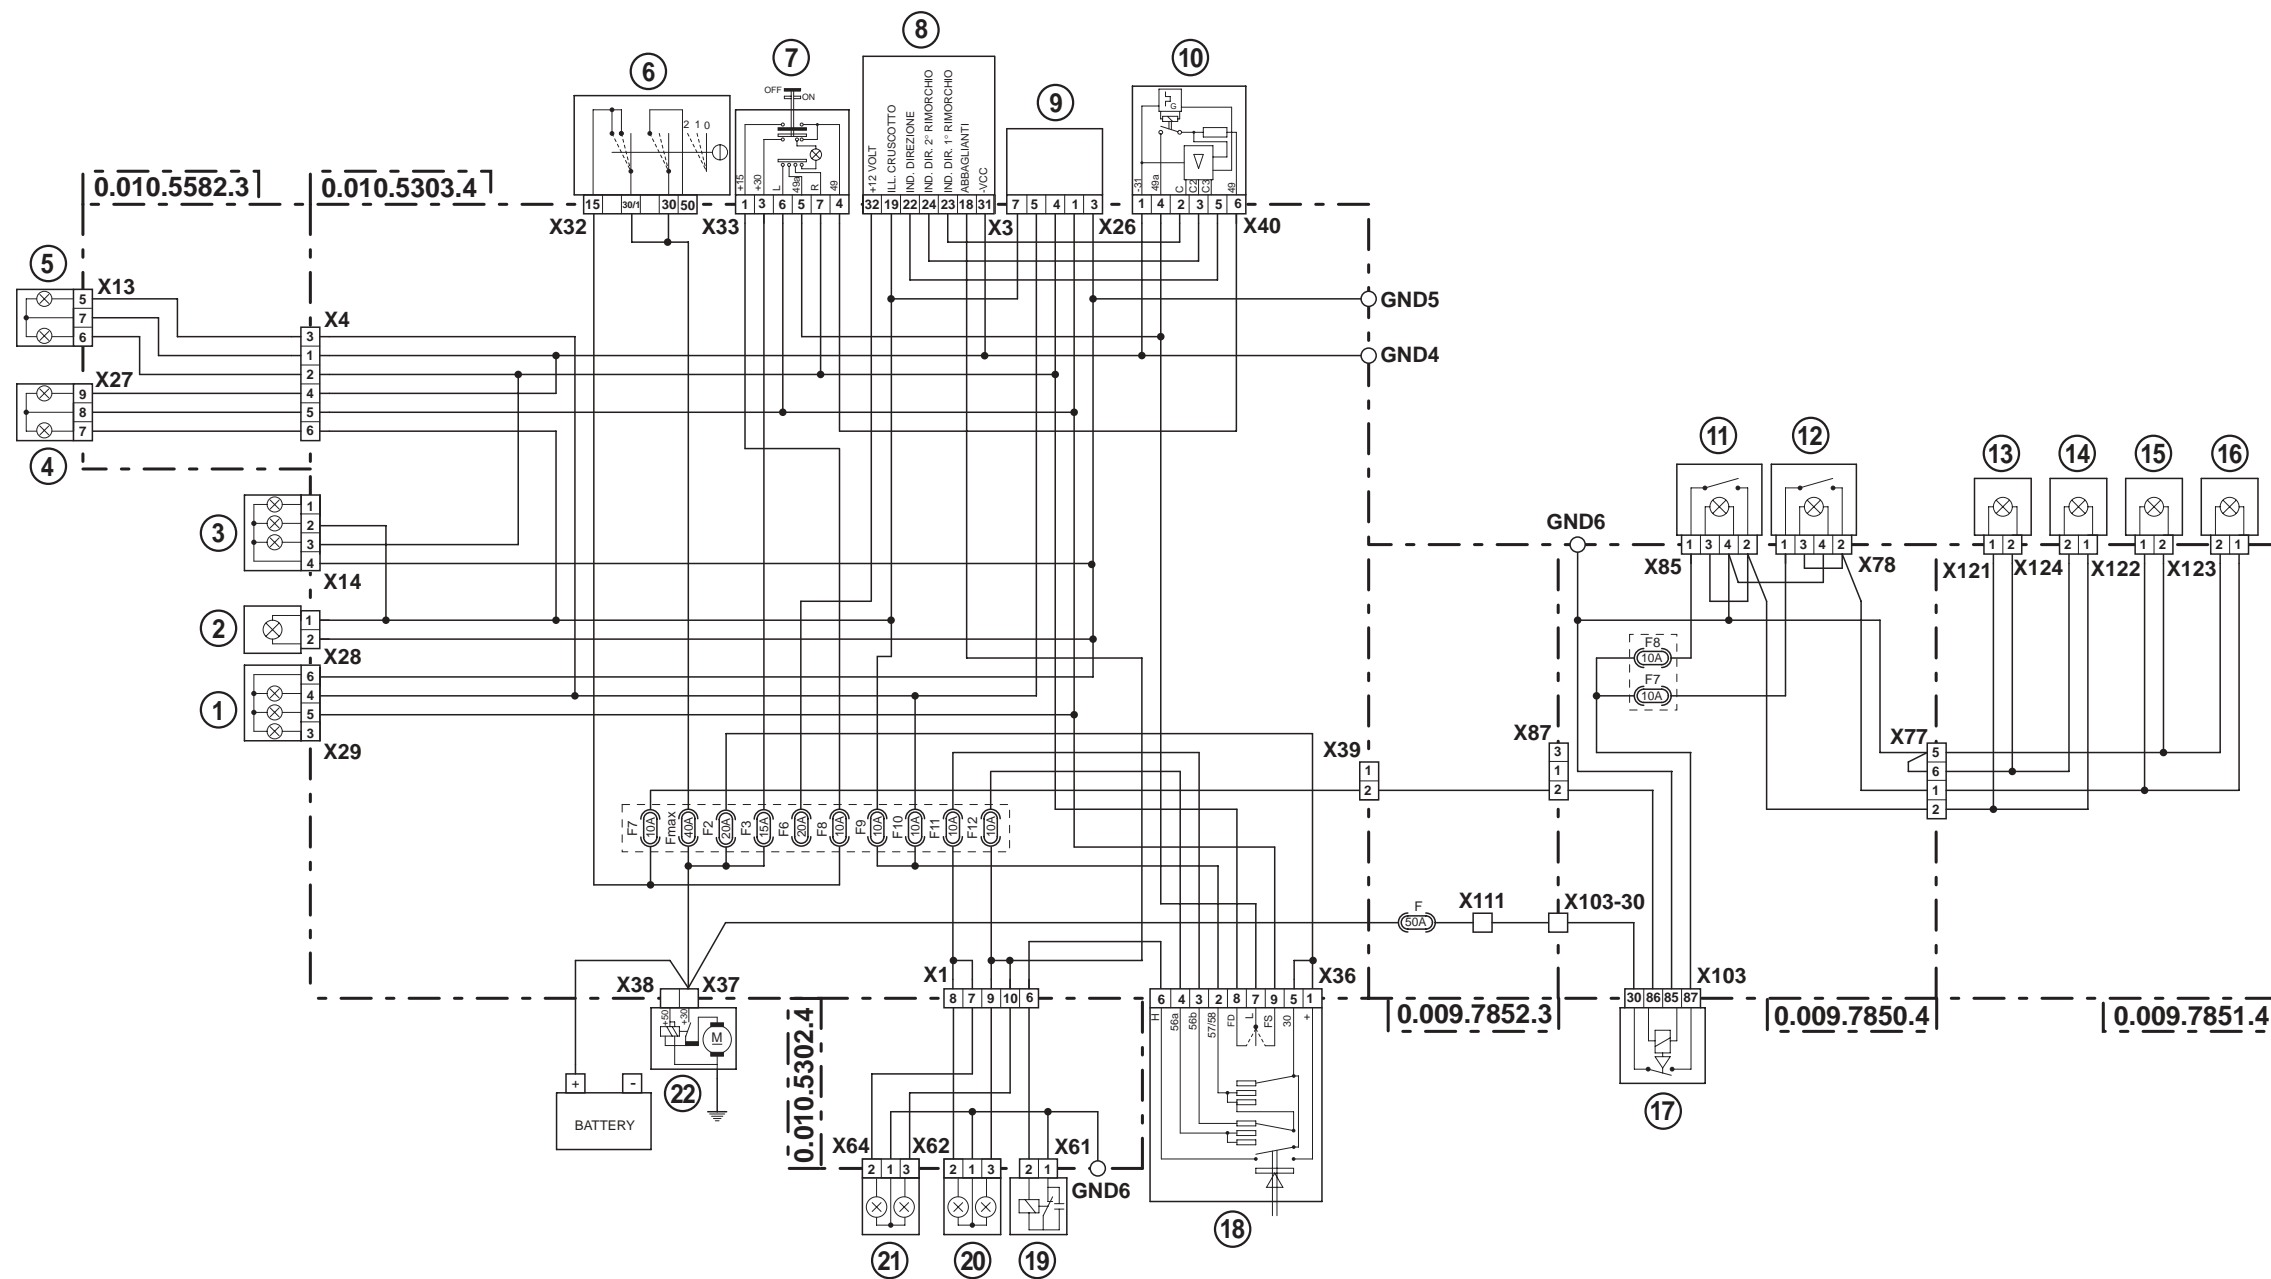 6
7
8
9
10
OFF
ON
2 1 0
+15
+30
L
49a
R
49
+12 VOLT
ILL. CRUSCOTTO
IND. DIREZIONE
IND. DIR. 2° RIMORCHIO
IND. DIR. 1° RIMORCHIO
ABBAGLIANTI
-VCC
G
-31
49a
C
C2
C3
49
0.010.5582.3
0.010.5303.4
15 30/1 30 50
1 3 6 5 7 4
32 19 22 24 23 18 31
7 5 4 1 3
1 4 2 3 5 6
X32
X33
X3
X26
X40
5
X13
5
7
6
X4
3
1
2
4
5
6
GND5
GND4
X27
9
8
7
4
3
1
2
3
4
X14
2
1
2
X28
1
6
4
5
3
X29
11
12
13
14
15
16
GND6
1 3 4 2
1 3 4 2
1 2
2 1
1 2
2 1
X85
X78
X121
X124
X122
X123
F8
10A
F7
10A
X39
1
2
X87
3
1
2
X77
5
6
1
2
F7 10A
Fmax 40A
F2 20A
F3 15A
F6 20A
F8 10A
F9 10A
F10 10A
F11 10A
F12 10A
F
50A
X111
X103-30
X38
X37
X1
8 7 9 10 6
X36
6 4 3 2 8 7 9 5 1
H
56a
56b
57/58
FD
L
FS
30
+
X103
30 86 85 87
0.009.7852.3
0.009.7850.4
0.009.7851.4
0.010.5302.4
+50
+30
M
22
+
-
BATTERY
X64
2 1 3
X62
2 1 3
X61
2 1
GND6
17
18
21
20
19